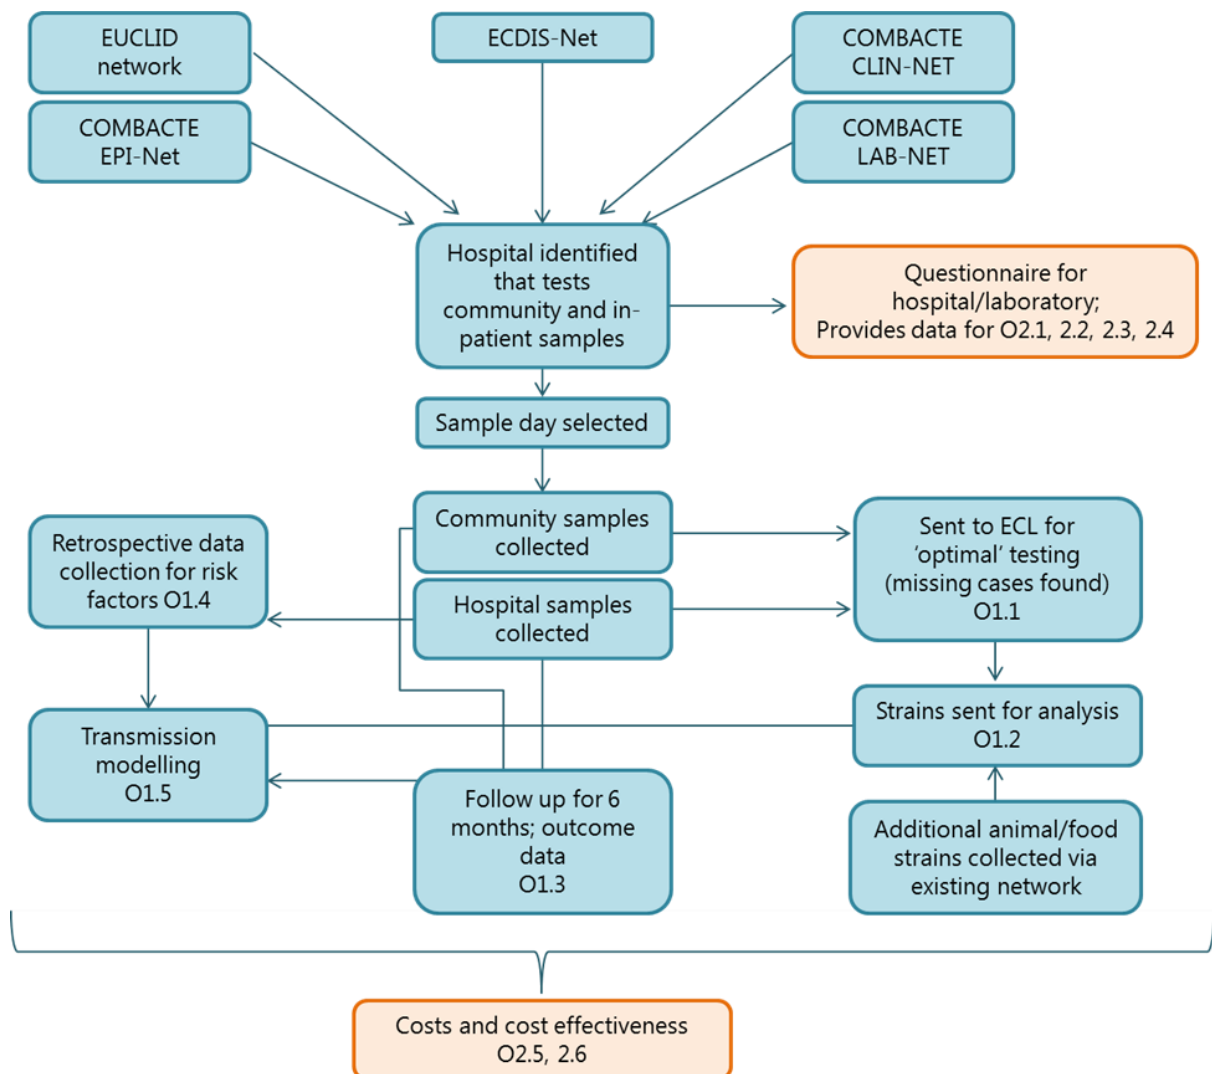 EUCLID
network
ECDIS-Net
COMBACTE
CLIN-NET
COMBACTE
EPI-Net
COMBACTE
LAB-NET
Hospital identified
that tests
community and in-
patient samples
Questionnaire for
hospital/laboratory;
Provides data for O2.1, 2.2, 2.3, 2.4
Sample day selected
Community samples
collected
Sent to ECL for
‘optimal’ testing
(missing cases found)
O1.1
Retrospective data
collection for risk
factors O1.4
Hospital samples
collected
Strains sent for analysis
O1.2
Transmission
modelling
O1.5
Follow up for 6
months; outcome
data
O1.3
Additional animal/food
strains collected via
existing network
Costs and cost effectiveness
O2.5, 2.6